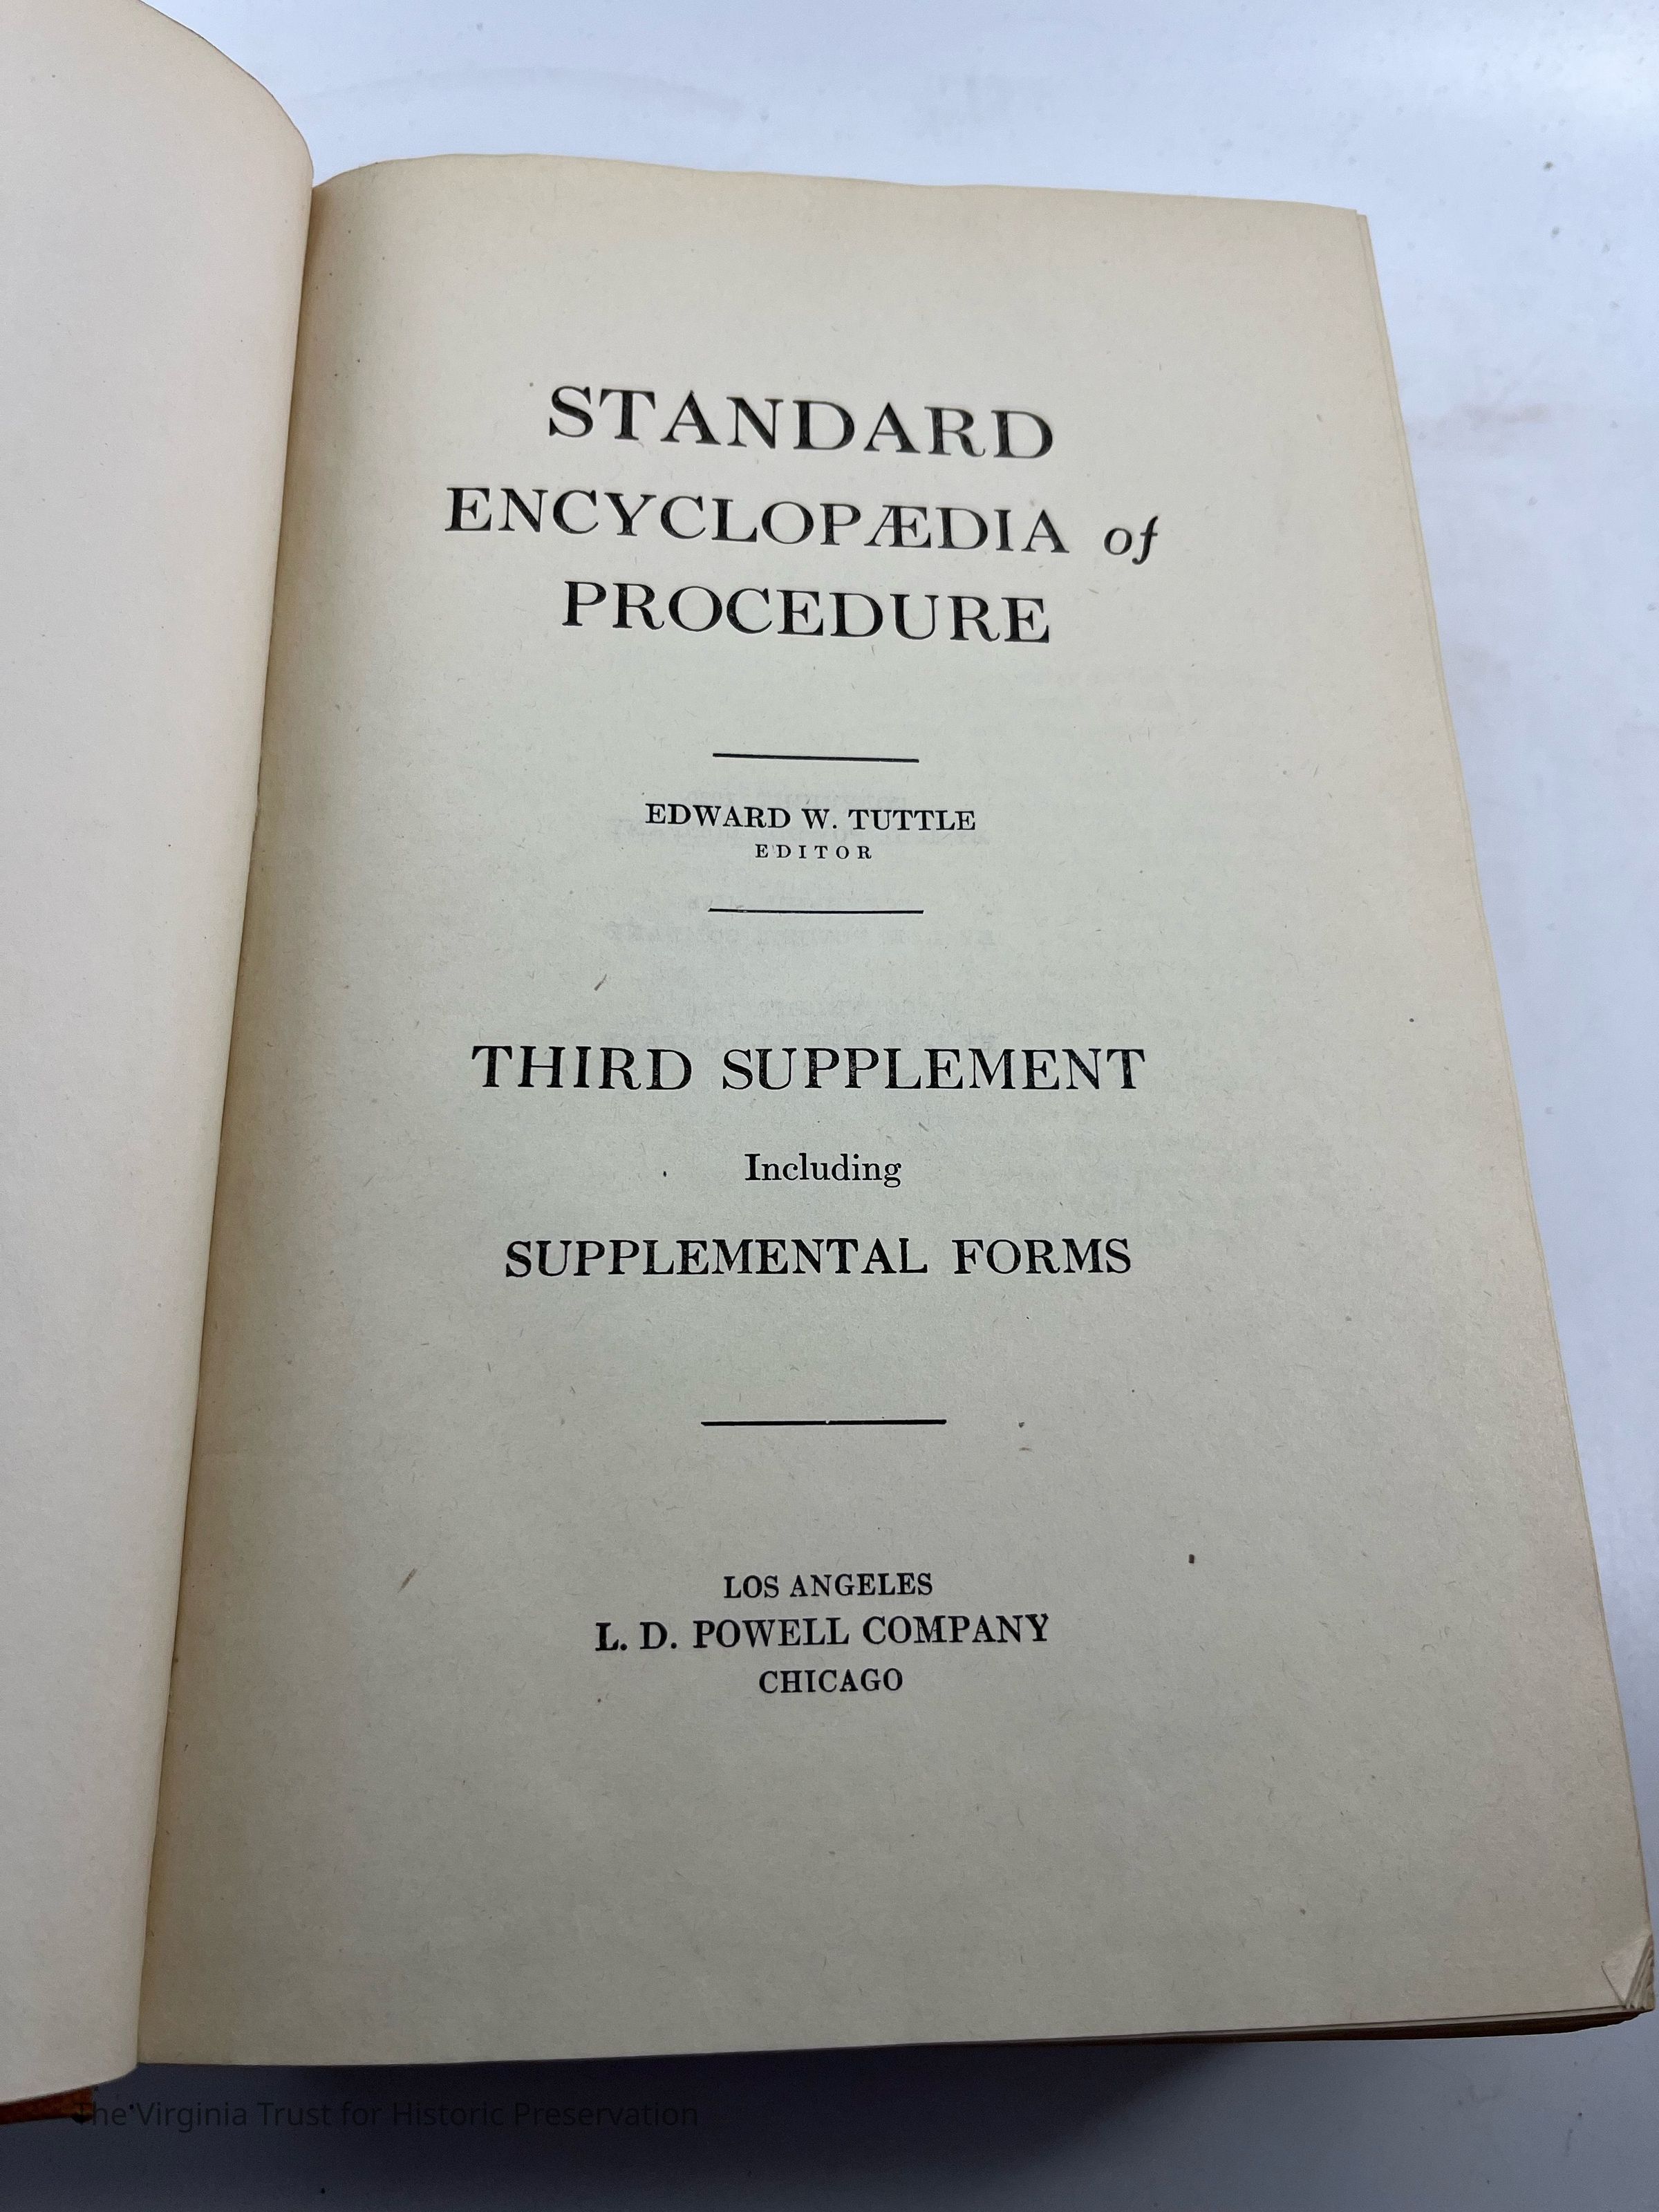 STANDARD
ENCYCLOPÆDIA of
PROCEDURE
EDWARD W. TUTTLE
EDITOR
THIRD SUPPLEMENT
Including
SUPPLEMENTAL FORMS
LOS ANGELES
L. D. POWELL COMPANY
CHICAGO
The Virginia Trust for Historic Preservation